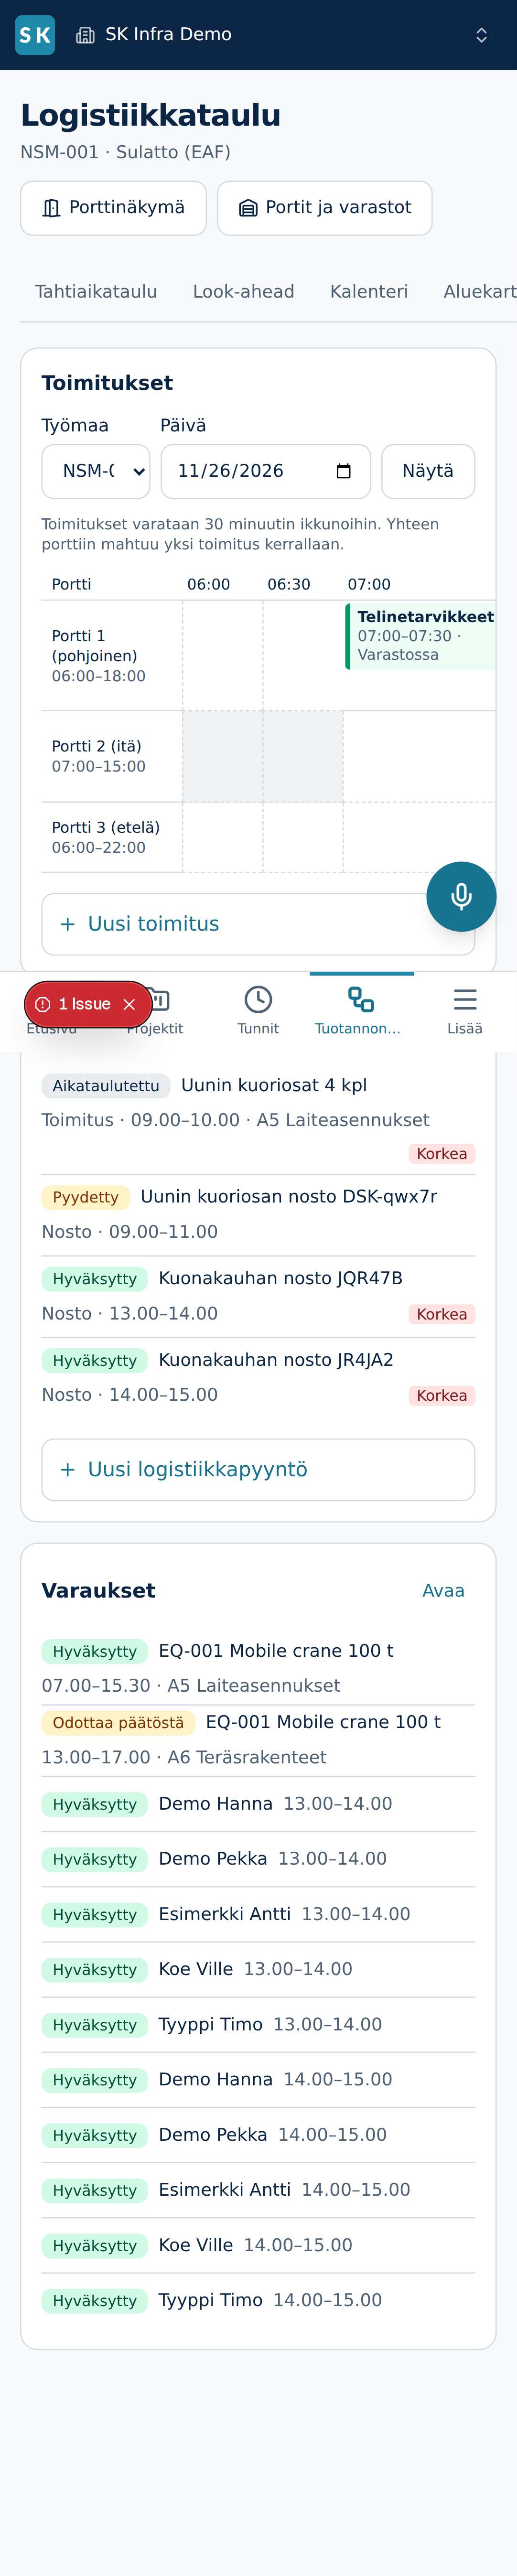 SK
SK Infra Demo
Logistiikkataulu
NSM-001 · Sulatto (EAF)
Porttinäkymä
Portit ja varastot
Tahtiaikataulu
Look-ahead
Kalenteri
Aluekart
Toimitukset
Työmaa
Päivä
11/26/2026
Näytä
Toimitukset varataan 30 minuutin ikkunoihin. Yhteen
porttiin mahtuu yksi toimitus kerrallaan.
Portti 06:00 06:30 07:00
Portti 1
(pohjoinen)
06:00–18:00
Telinetarvikkeet
07:00–07:30 ·
Varastossa
Portti 2 (itä)
07:00–15:00
Portti 3 (etelä)
06:00–22:00
+ Uusi toimitus
1 Issue
Etusivu
Projektit
Tunnit
Tuotannon...
Lisää
Aikataulutettu Uunin kuoriosat 4 kpl
Toimitus · 09.00–10.00 · A5 Laiteasennukset
Korkea
Pyydetty Uunin kuoriosan nosto DSK-qwx7r
Nosto · 09.00–11.00
Hyväksytty Kuonakauhan nosto JQR47B
Nosto · 13.00–14.00 Korkea
Hyväksytty Kuonakauhan nosto JR4JA2
Nosto · 14.00–15.00 Korkea
+ Uusi logistiikkapyyntö
Varaukset
Avaa
Hyväksytty EQ-001 Mobile crane 100 t
07.00–15.30 · A5 Laiteasennukset
Odottaa päätöstä EQ-001 Mobile crane 100 t
13.00–17.00 · A6 Teräsrakenteet
Hyväksytty Demo Hanna 13.00–14.00
Hyväksytty Demo Pekka 13.00–14.00
Hyväksytty Esimerkki Antti 13.00–14.00
Hyväksytty Koe Ville 13.00–14.00
Hyväksytty Tyyppi Timo 13.00–14.00
Hyväksytty Demo Hanna 14.00–15.00
Hyväksytty Demo Pekka 14.00–15.00
Hyväksytty Esimerkki Antti 14.00–15.00
Hyväksytty Koe Ville 14.00–15.00
Hyväksytty Tyyppi Timo 14.00–15.00